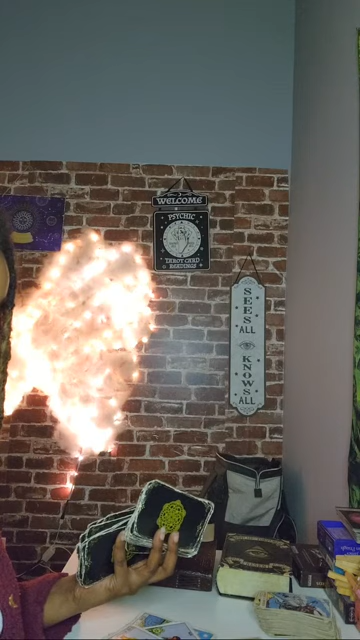 WELCOME
PSYCHIC
TAROT CARD
READINGS
SEES
ALL
KNOWS
ALL